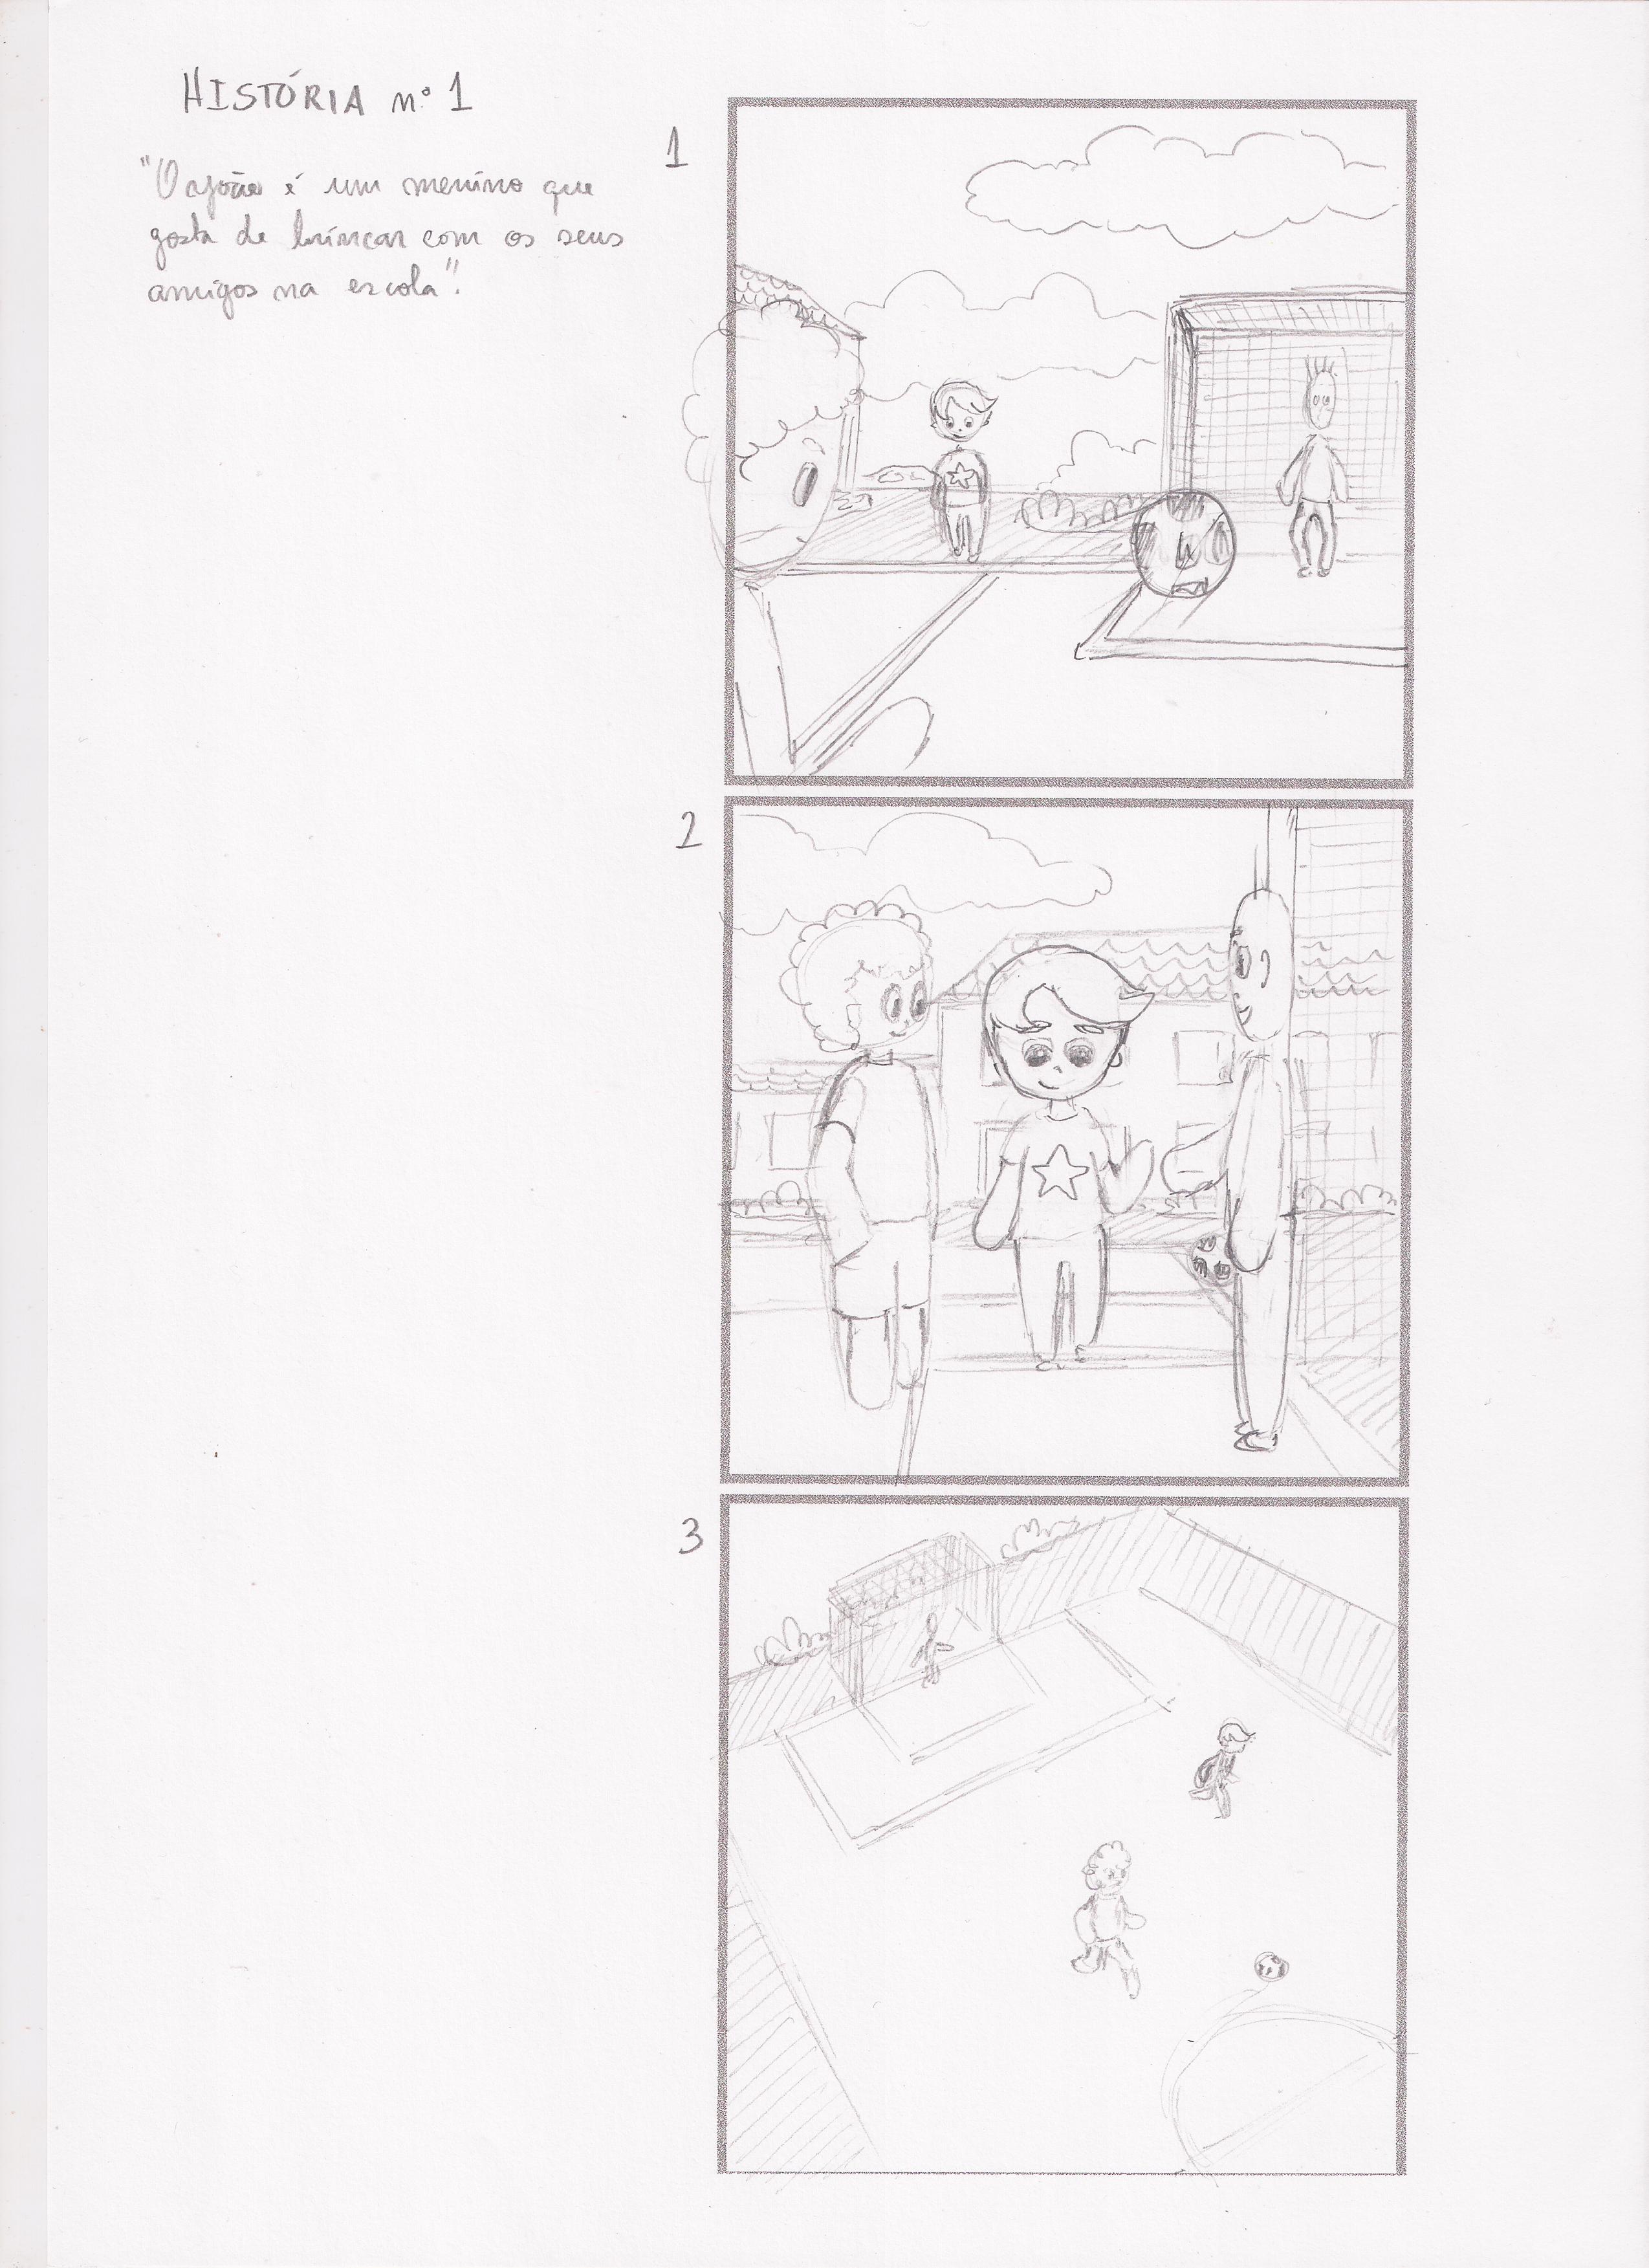 HISTÓRIA nº 1
"O João é um menino que
gosta de brincar com os seus
amigos na escola".
1
2
3